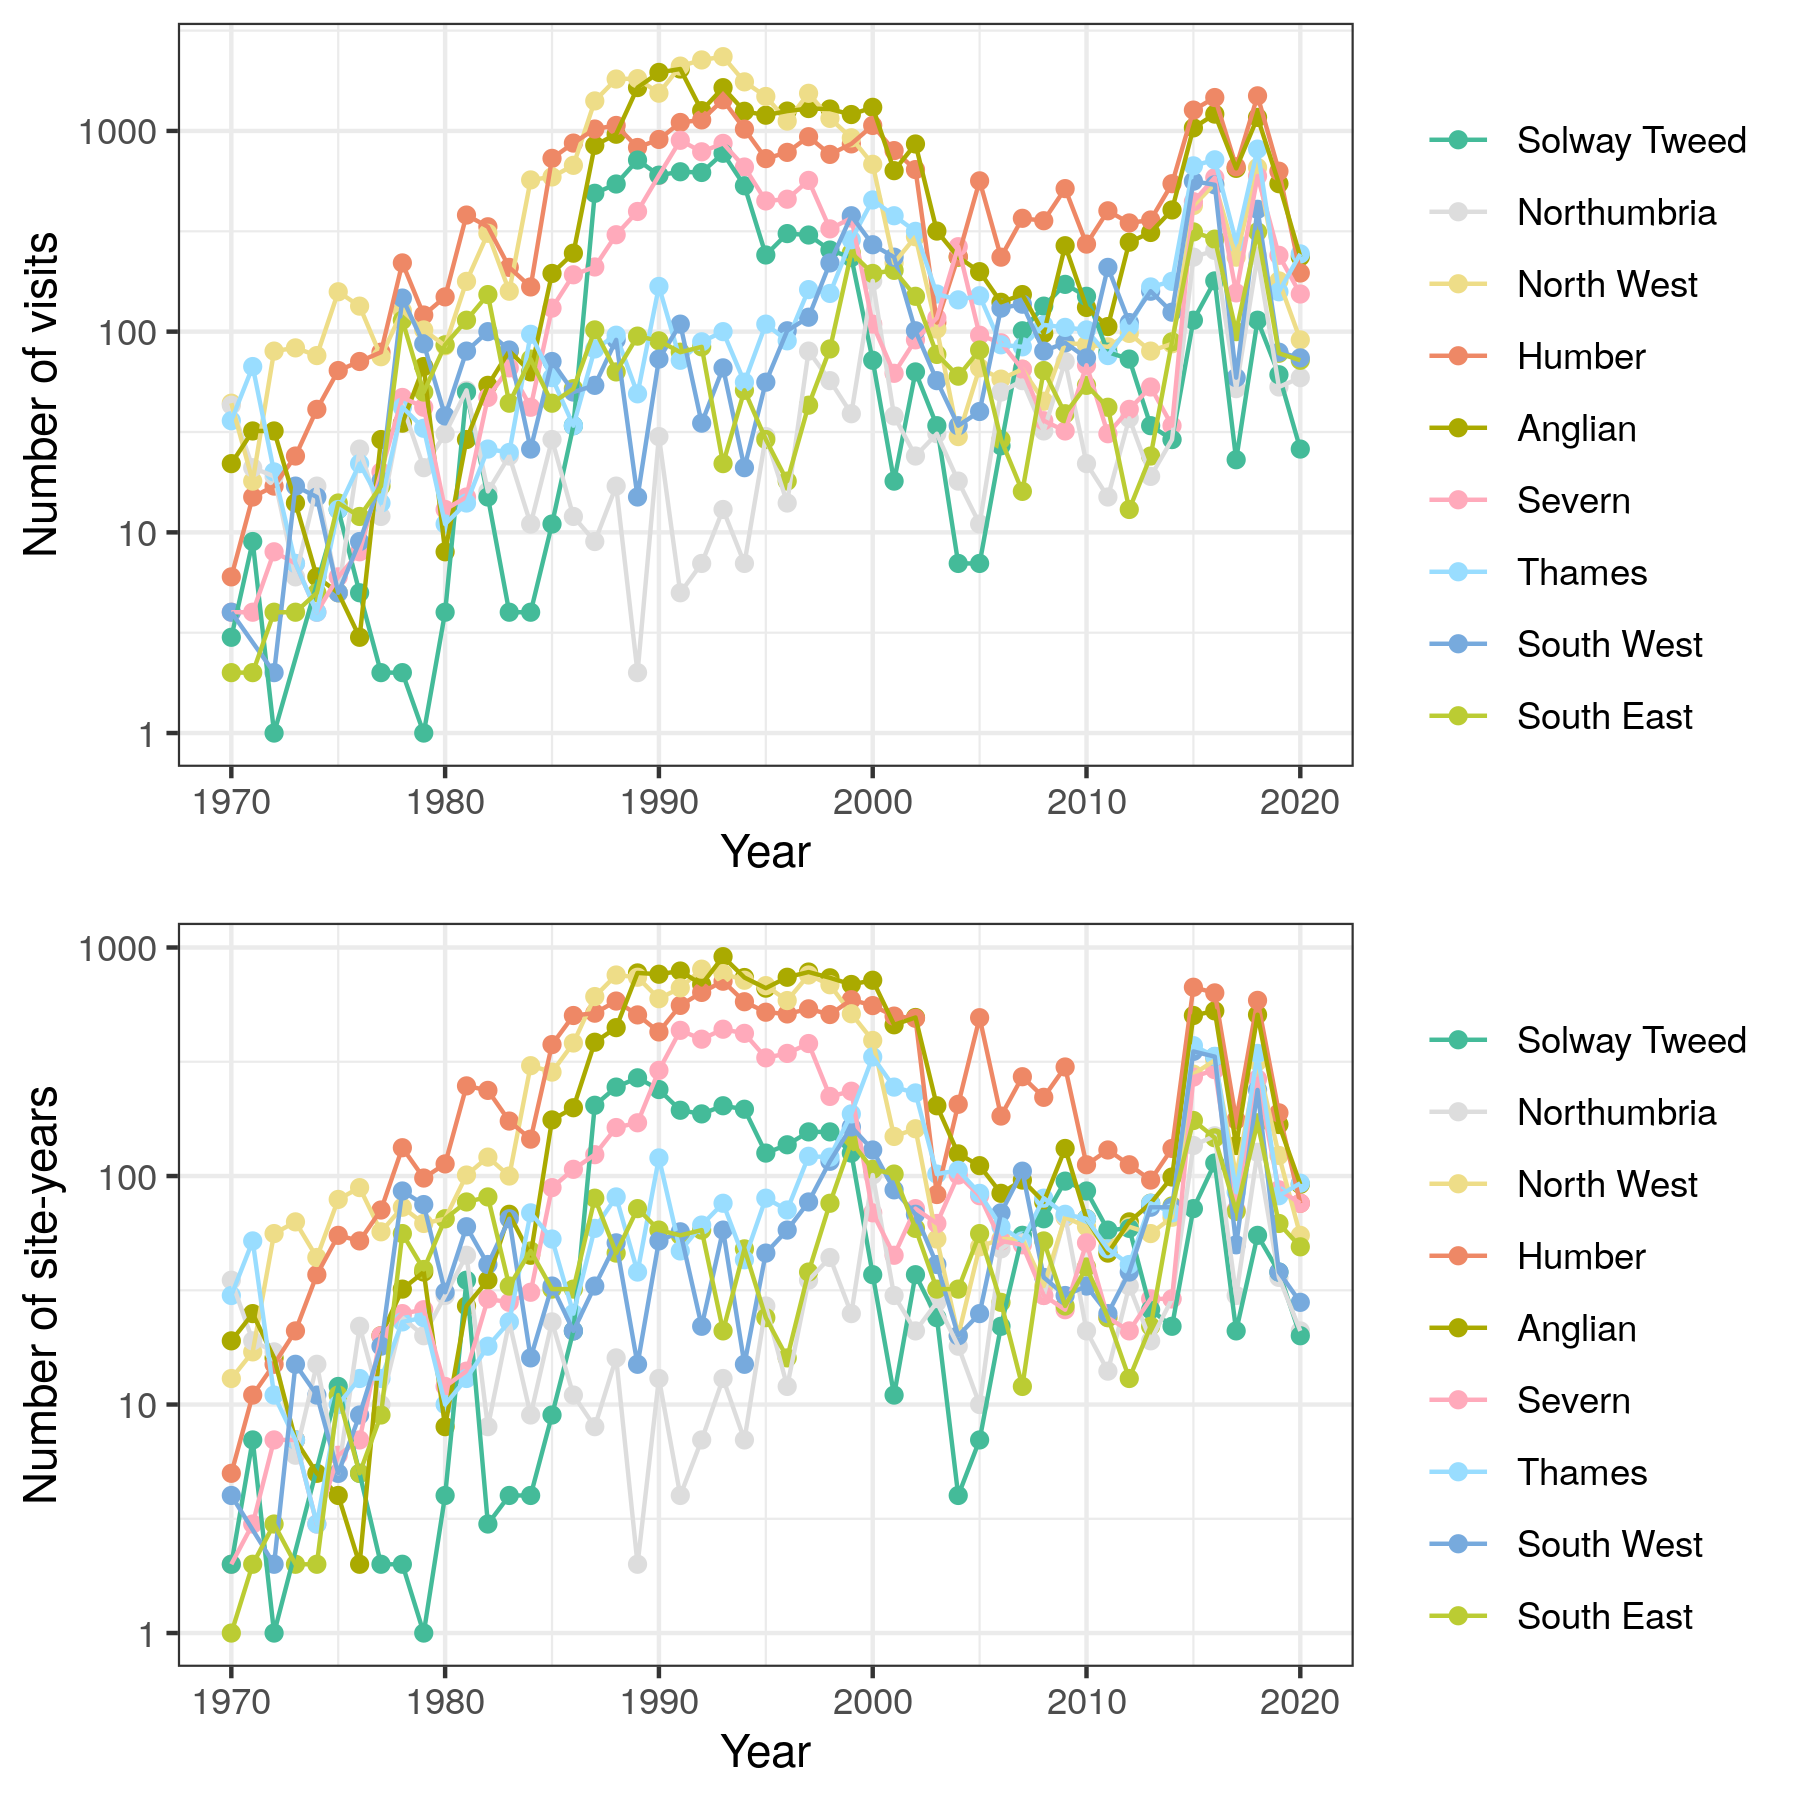 Number of visits
1000
100
10
1
1970 1980 1990 2000 2010 2020
Year
Solway Tweed
Northumbria
North West
Humber
Anglian
Severn
Thames
South West
South East
Number of site-years
1000
100
10
1
1970 1980 1990 2000 2010 2020
Year
Solway Tweed
Northumbria
North West
Humber
Anglian
Severn
Thames
South West
South East